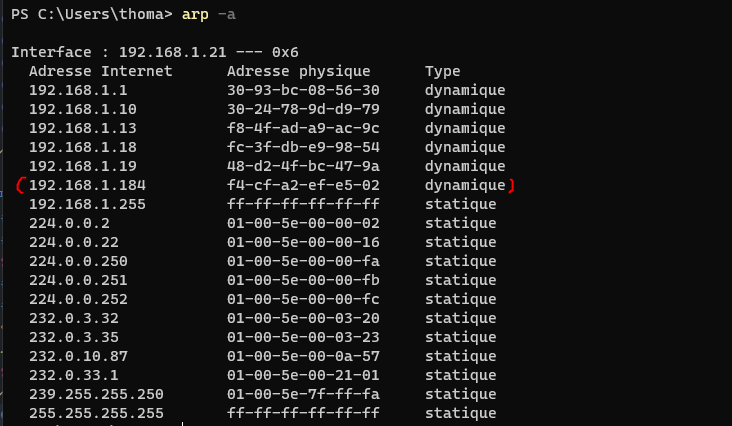 PS C:\Users\thoma> arp -a
Interface : 192.168.1.21 --- 0x6
Adresse Internet Adresse physique Type
192.168.1.1 30-93-bc-08-56-30 dynamique
192.168.1.10 30-24-78-9d-d9-79 dynamique
192.168.1.13 f8-4f-ad-a9-ac-9c dynamique
192.168.1.18 fc-3f-db-e9-98-54 dynamique
192.168.1.19 48-d2-4f-bc-47-9a dynamique
192.168.1.184 f4-cf-a2-ef-e5-02 dynamique
192.168.1.255 ff-ff-ff-ff-ff-ff statique
224.0.0.2 01-00-5e-00-00-02 statique
224.0.0.22 01-00-5e-00-00-16 statique
224.0.0.250 01-00-5e-00-00-fa statique
224.0.0.251 01-00-5e-00-00-fb statique
224.0.0.252 01-00-5e-00-00-fc statique
232.0.3.32 01-00-5e-00-03-20 statique
232.0.3.35 01-00-5e-00-03-23 statique
232.0.10.87 01-00-5e-00-0a-57 statique
232.0.33.1 01-00-5e-00-21-01 statique
239.255.255.250 01-00-5e-7f-ff-fa statique
255.255.255.255 ff-ff-ff-ff-ff-ff statique